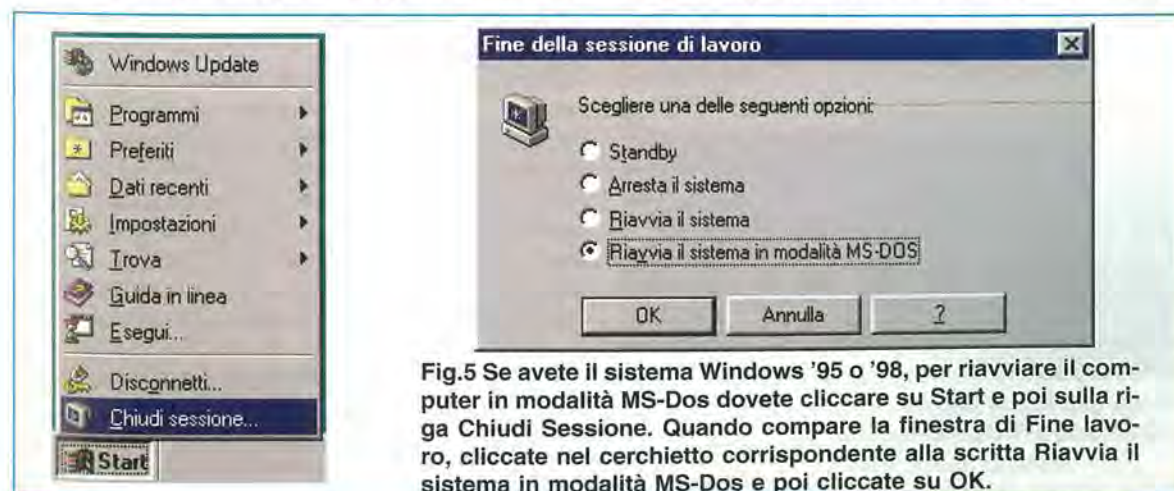 Windows Update
Programmi
Preferiti
Dati recenti
Impostazioni
Trova
Guida in linea
Esegui...
Disconnetti...
Chiudi sessione...
Start
Fine della sessione di lavoro
Scegliere una delle seguenti opzioni:
Standby
Arresta il sistema
Riavvia il sistema
Riavvia il sistema in modalità MS-DOS
OK Annulla ?
Fig.5 Se avete il sistema Windows '95 o '98, per riavviare il com-
puter in modalità MS-Dos dovete cliccare su Start e poi sulla ri-
ga Chiudi Sessione. Quando compare la finestra di Fine lavo-
ro, cliccate nel cerchietto corrispondente alla scritta Riavvia il
sistema in modalità MS-Dos e poi cliccate su OK.